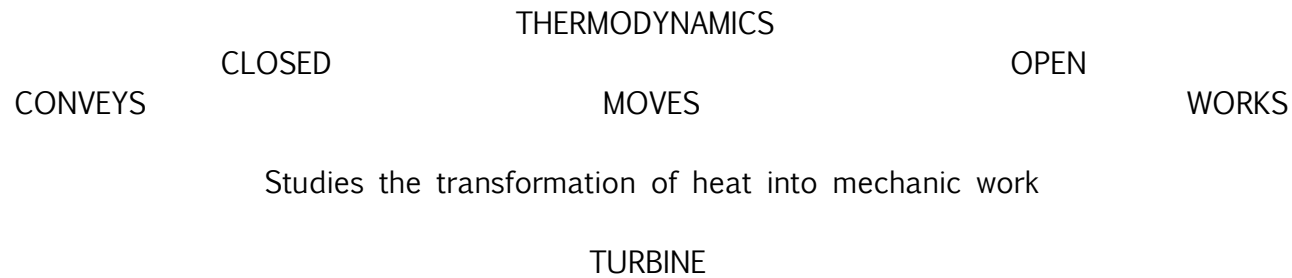 THERMODYNAMICS
CLOSED OPEN
CONVEYS MOVES WORKS
Studies the transformation of heat into mechanic work
TURBINE